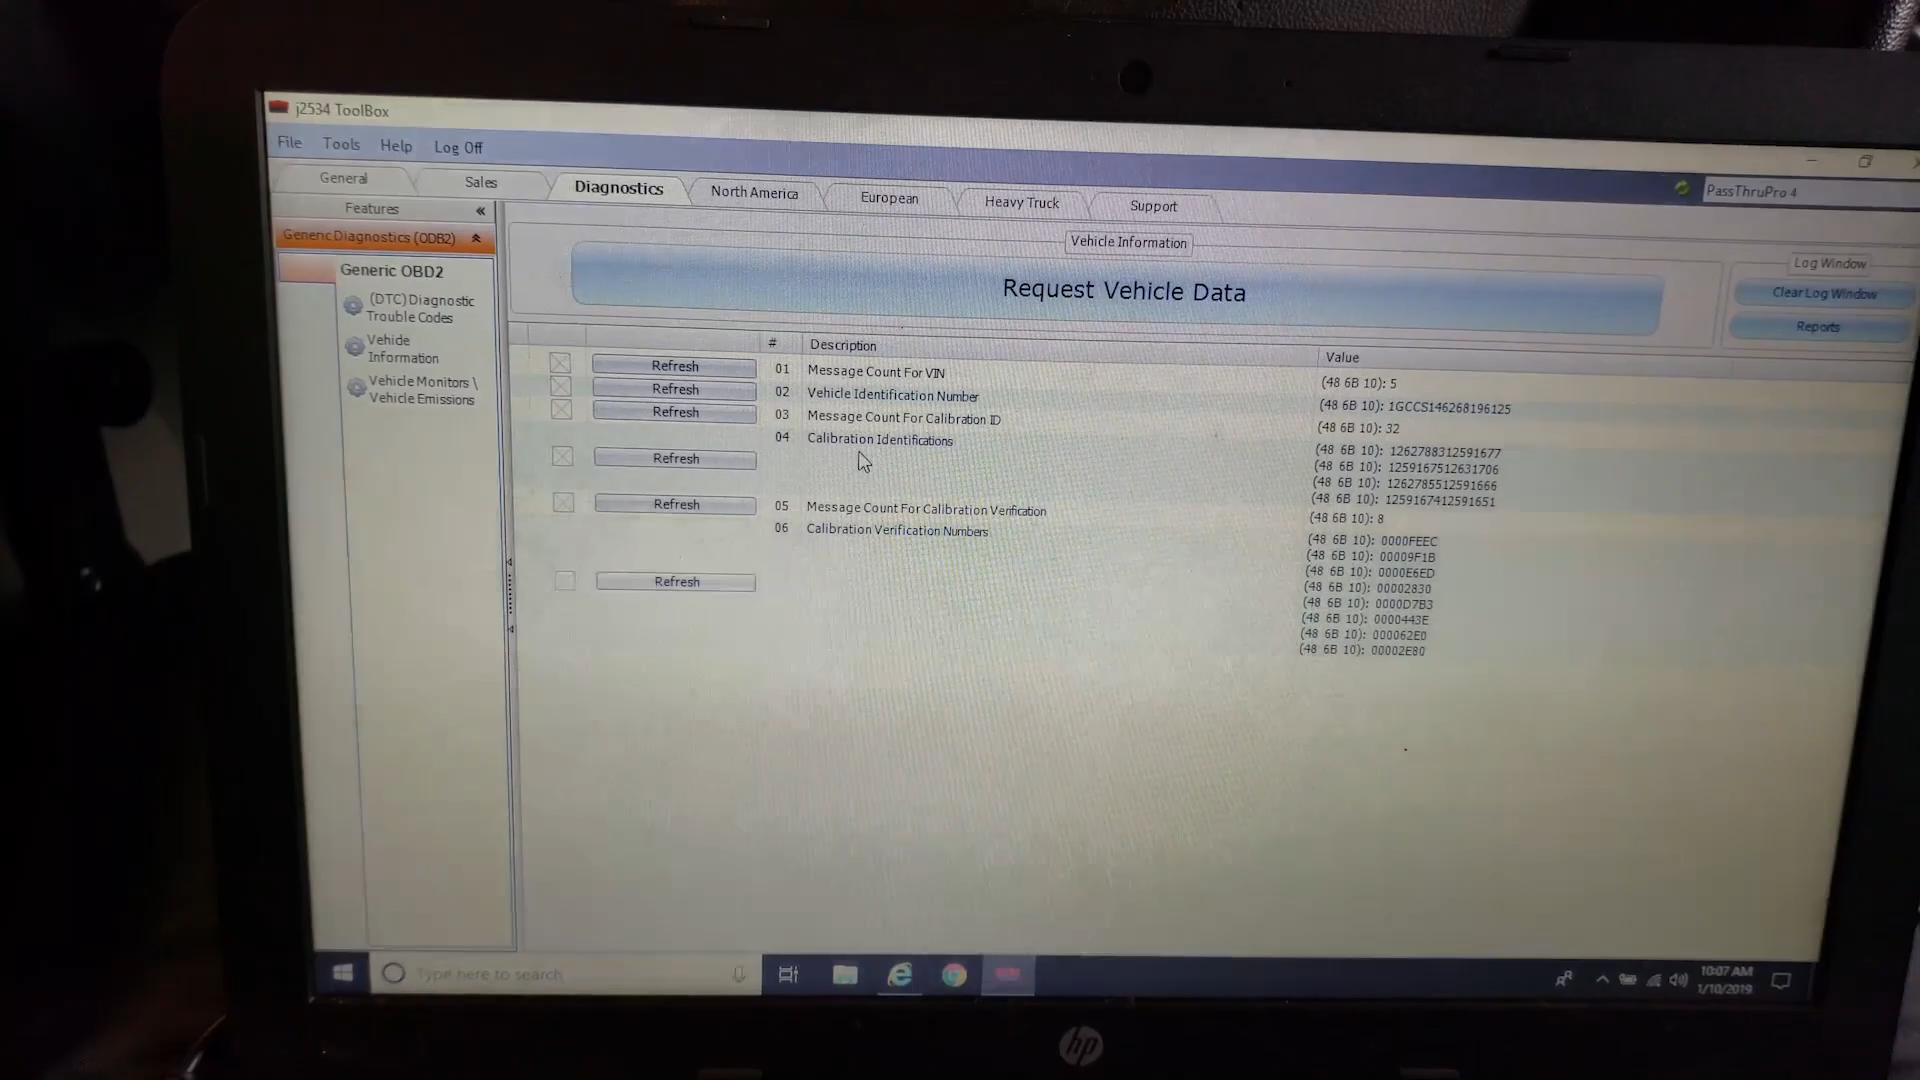 j2534 ToolBox
File Tools Help Log Off
General Sales Diagnostics North America European Heavy Truck Support
PassThruPro 4
Features «
Generic Diagnostics (ODB2)
Generic OBD2
(DTC) Diagnostic
Trouble Codes
Vehicle
Information
Vehicle Monitors \
Vehicle Emissions
Vehicle Information
Request Vehicle Data
Log Window
Clear Log Window
Reports
# Description Value
Refresh 01 Message Count For VIN (48 6B 10): 5
Refresh 02 Vehicle Identification Number (48 6B 10): 1GCCS146268196125
Refresh 03 Message Count For Calibration ID (48 6B 10): 32
Refresh 04 Calibration Identifications (48 6B 10): 1262788312591677
(48 6B 10): 1259167512631706
(48 6B 10): 1262785512591666
(48 6B 10): 1259167412591651
Refresh 05 Message Count For Calibration Verification (48 6B 10): 8
Refresh 06 Calibration Verification Numbers (48 6B 10): 0000FEEC
(48 6B 10): 00009F1B
(48 6B 10): 0000E6ED
(48 6B 10): 00002830
(48 6B 10): 0000D7B3
(48 6B 10): 0000443E
(48 6B 10): 000062E0
(48 6B 10): 00002E80
Type here to search
10:07 AM
1/10/2019
hp